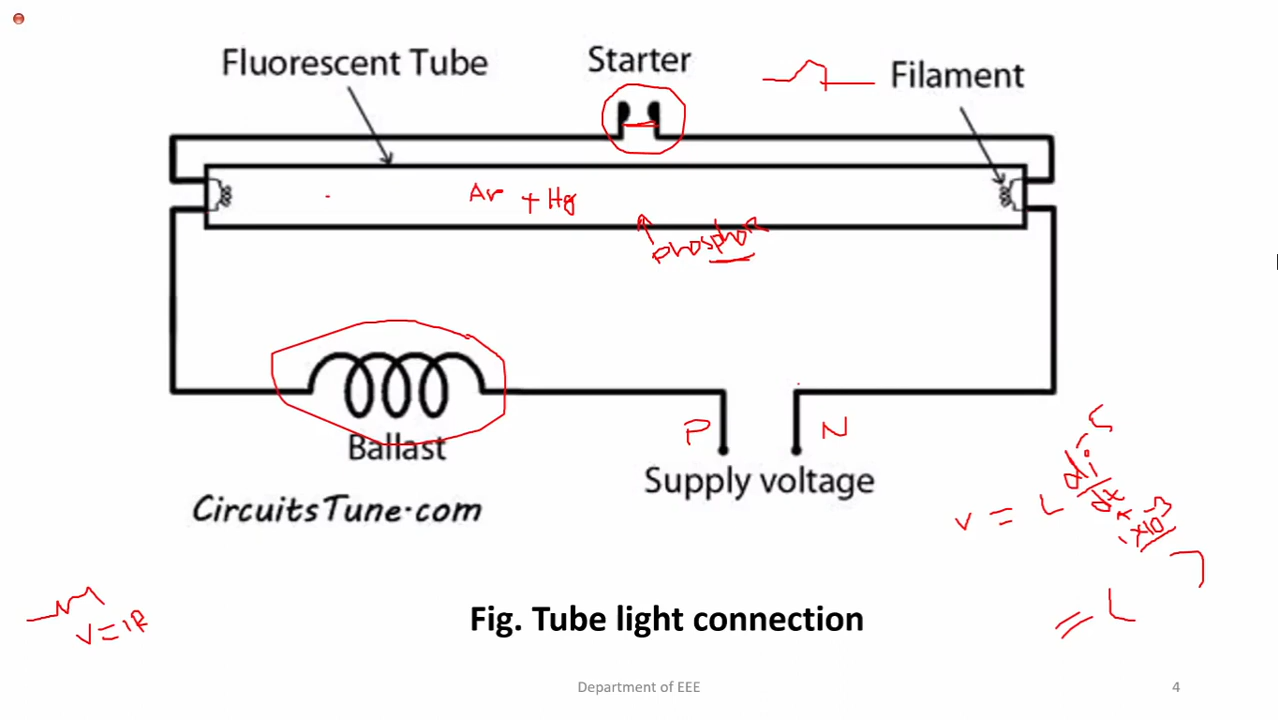 Fluorescent Tube
Starter
Filament
Ar + Hg
phosphor
Ballast
P
N
Supply voltage
CircuitsTune.com
V = L di/dt
= L
V=IR
Fig. Tube light connection
Department of EEE
4